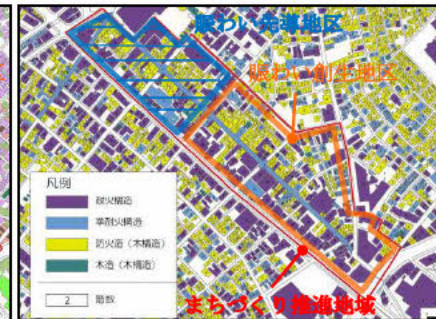 賑わい先導地区
賑わい創生地区
凡例
耐火構造
準耐火構造
防火造（木構造）
木造（木構造）
2 階数
まちづくり推進地域